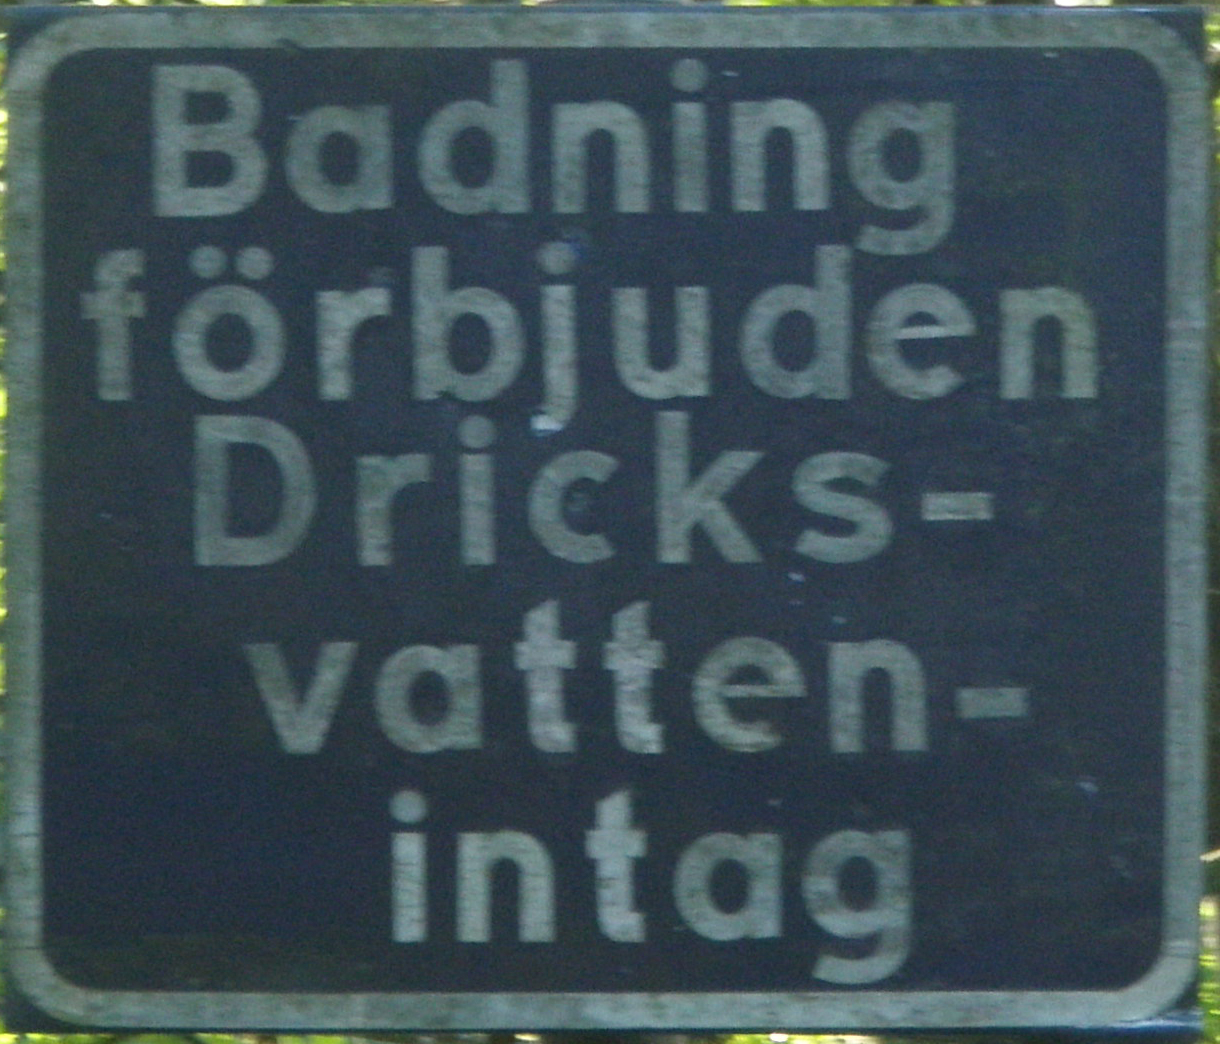 Badning
förbjuden
Dricks-
vatten-
intag